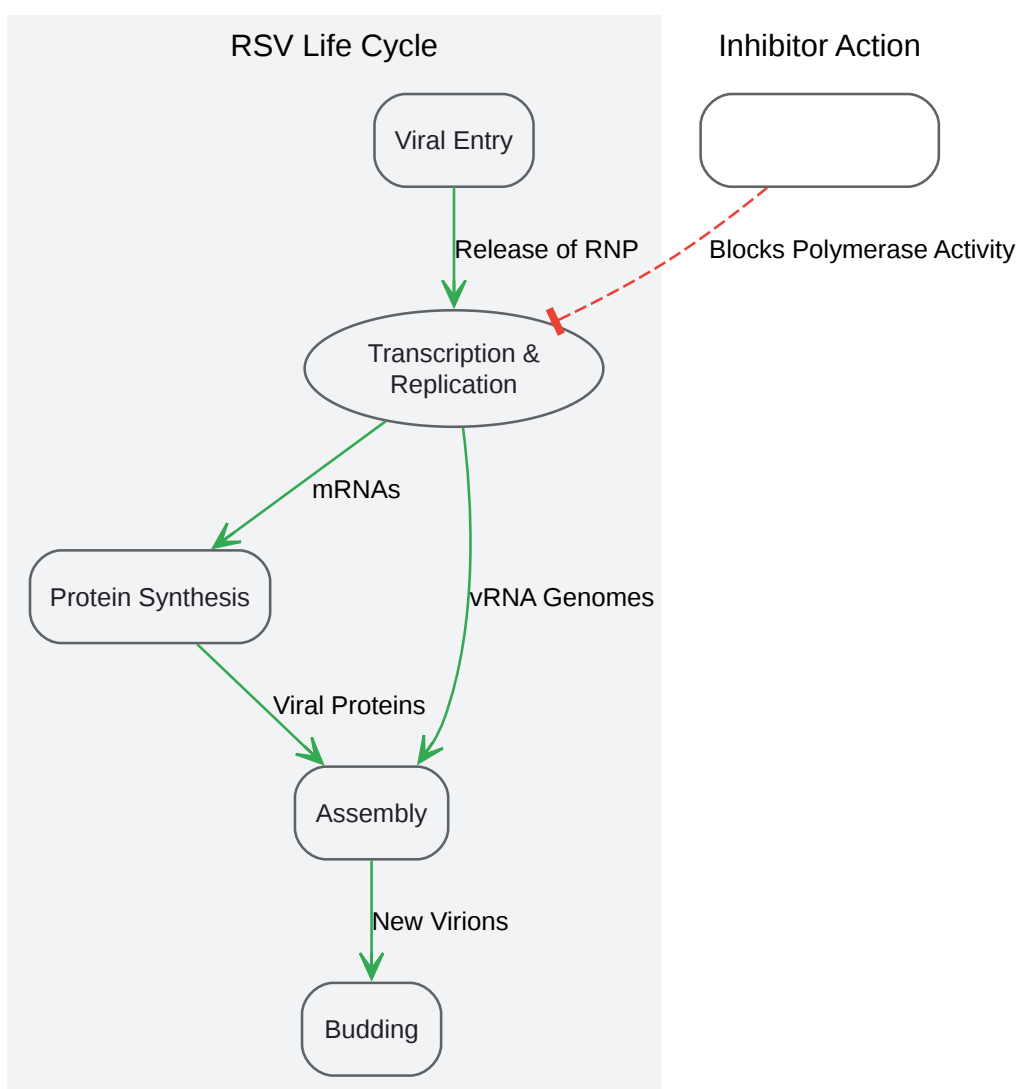 RSV Life Cycle
Inhibitor Action
Viral Entry
Release of RNP
Blocks Polymerase Activity
Transcription &
Replication
mRNAs
Protein Synthesis
vRNA Genomes
Viral Proteins
Assembly
New Virions
Budding